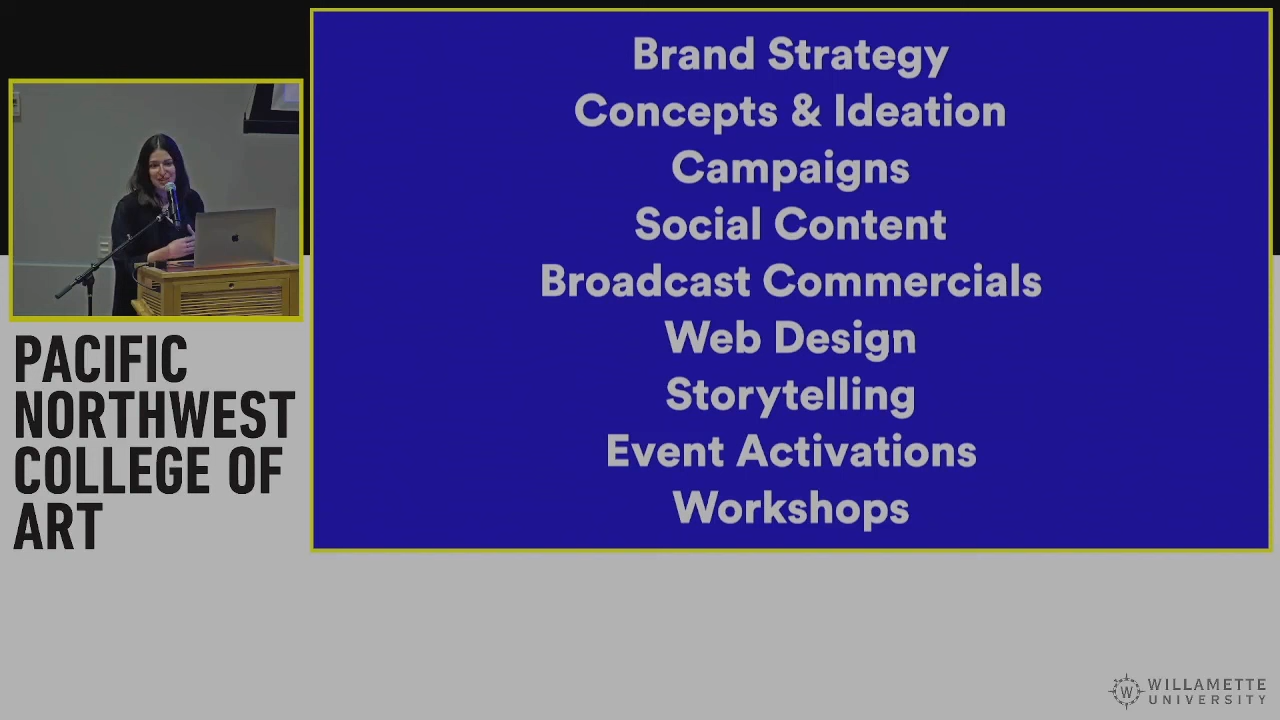 Brand Strategy
Concepts & Ideation
Campaigns
Social Content
Broadcast Commercials
Web Design
Storytelling
Event Activations
Workshops
PACIFIC
NORTHWEST
COLLEGE OF
ART
W
WILLAMETTE
UNIVERSITY